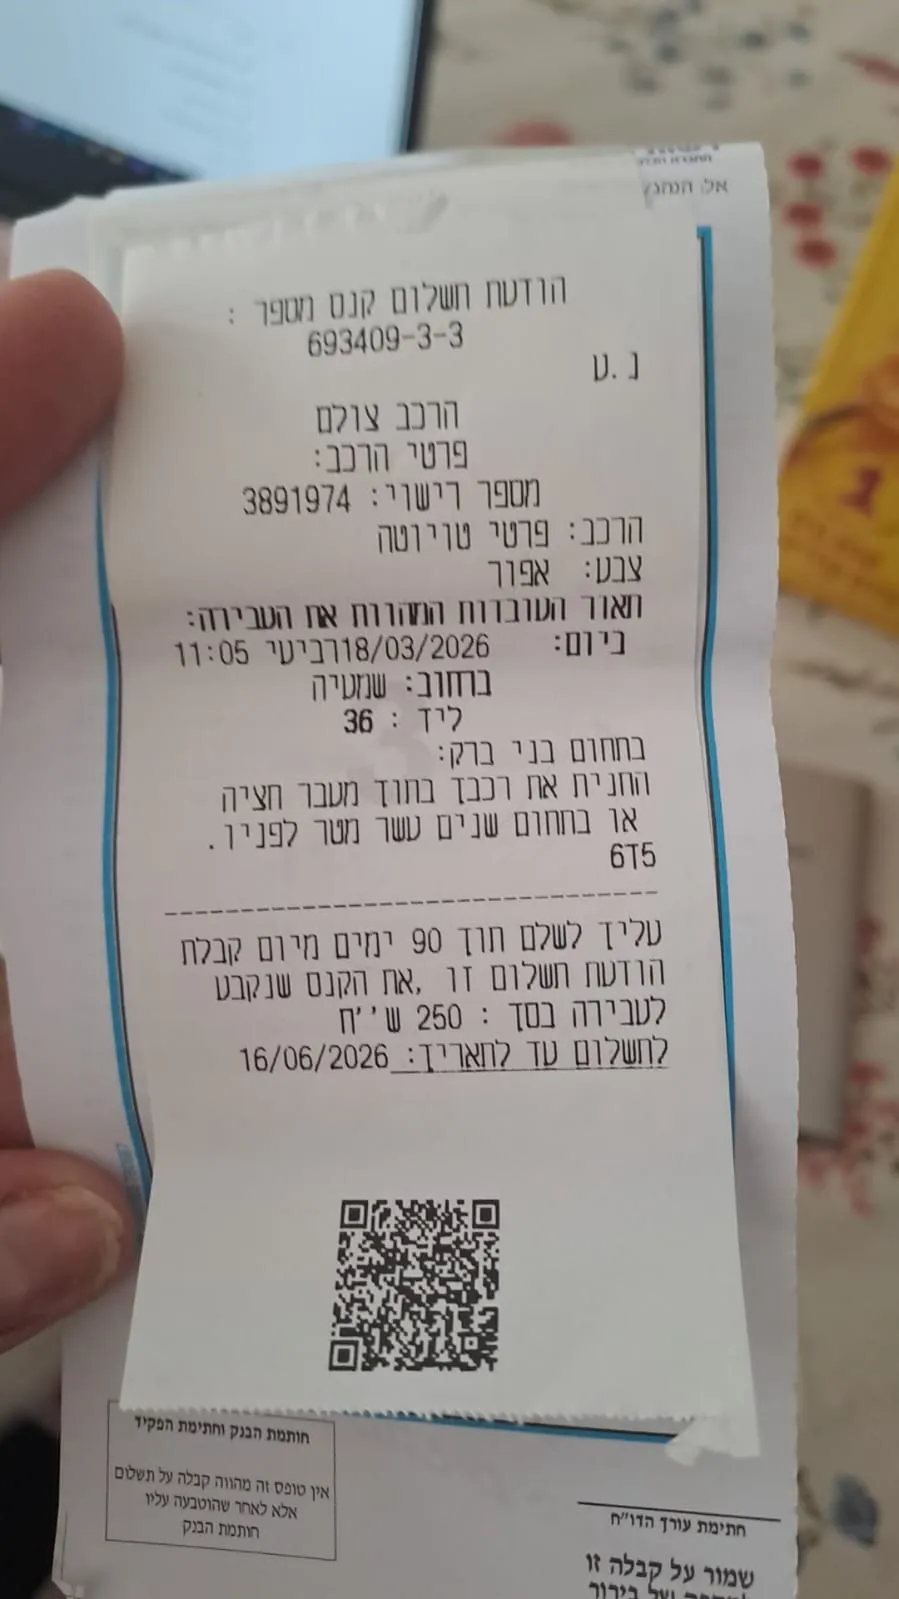 אל: הנהג/
הודעת תשלום קנס מספר :
693409-3-3
נ .ע
הרכב צולם
פרטי הרכב:
מספר רישוי: 3891974
הרכב: פרטי טויוטה
צבע: אפור
תאור העובדות המהוות את העבירה:
ביום: 18/03/2026רביעי 11:05
ברחוב: שמעיה
ליד : 36
בתחום בני ברק:
החנית את רכבך בתוך מעבר חציה
או בתחום שנים עשר מטר לפניו.
6ד5
עליך לשלם תוך 90 ימים מיום קבלת
הודעת תשלום זו ,את הקנס שנקבע
לעבירה בסך : 250 ש''ח
לתשלום עד לתאריך: 16/06/2026
חותמת הבנק וחתימת הפקיד
אין טופס זה מהווה קבלה על תשלום
אלא לאחר שהוטבעה עליו
חותמת הבנק
חתימת עורך הדו"ח
שמור על קבלה זו
של בירור
1